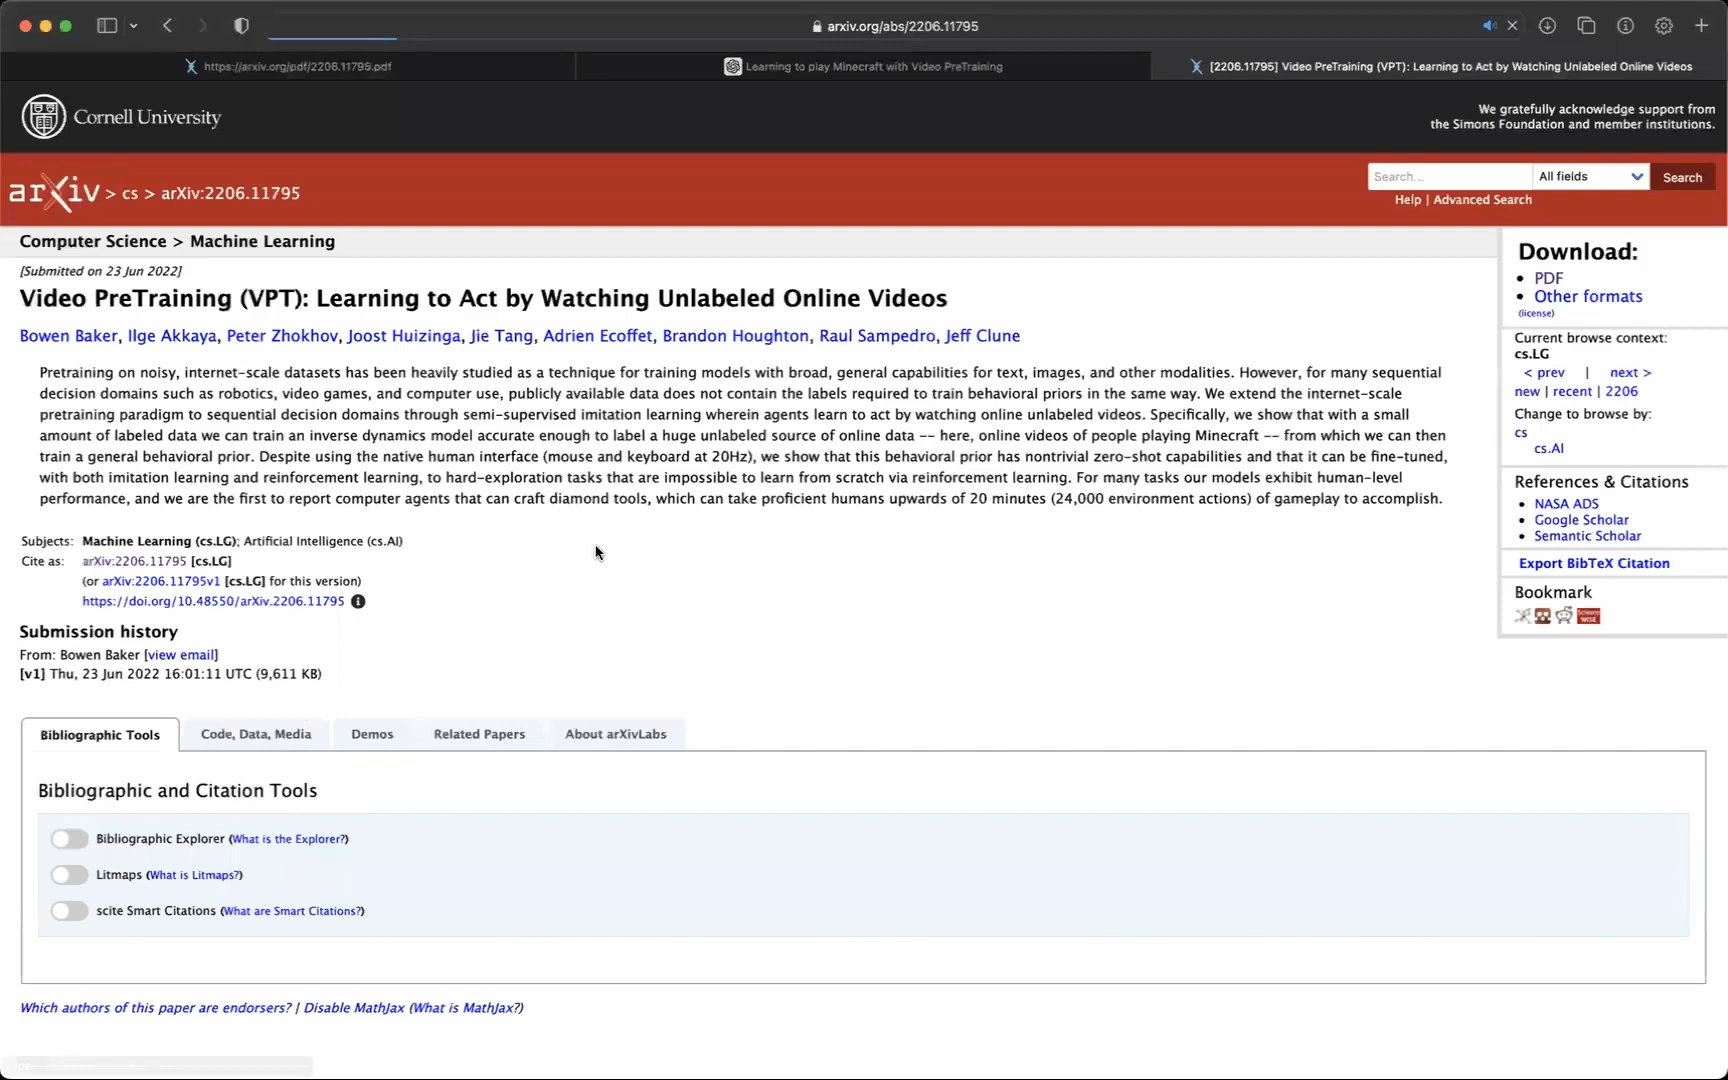 arxiv.org/abs/2206.11795
https://arxiv.org/pdf/2206.11795.pdf
Learning to play Minecraft with Video PreTraining
[2206.11795] Video PreTraining (VPT): Learning to Act by Watching Unlabeled Online Videos
Cornell University
We gratefully acknowledge support from
the Simons Foundation and member institutions.
arXiv > cs > arXiv:2206.11795
Search...
All fields
Search
Help | Advanced Search
Computer Science > Machine Learning
[Submitted on 23 Jun 2022]
Video PreTraining (VPT): Learning to Act by Watching Unlabeled Online Videos
Bowen Baker, Ilge Akkaya, Peter Zhokhov, Joost Huizinga, Jie Tang, Adrien Ecoffet, Brandon Houghton, Raul Sampedro, Jeff Clune
Pretraining on noisy, internet-scale datasets has been heavily studied as a technique for training models with broad, general capabilities for text, images, and other modalities. However, for many sequential
decision domains such as robotics, video games, and computer use, publicly available data does not contain the labels required to train behavioral priors in the same way. We extend the internet-scale
pretraining paradigm to sequential decision domains through semi-supervised imitation learning wherein agents learn to act by watching online unlabeled videos. Specifically, we show that with a small
amount of labeled data we can train an inverse dynamics model accurate enough to label a huge unlabeled source of online data -- here, online videos of people playing Minecraft -- from which we can then
train a general behavioral prior. Despite using the native human interface (mouse and keyboard at 20Hz), we show that this behavioral prior has nontrivial zero-shot capabilities and that it can be fine-tuned,
with both imitation learning and reinforcement learning, to hard-exploration tasks that are impossible to learn from scratch via reinforcement learning. For many tasks our models exhibit human-level
performance, and we are the first to report computer agents that can craft diamond tools, which can take proficient humans upwards of 20 minutes (24,000 environment actions) of gameplay to accomplish.
Subjects: Machine Learning (cs.LG); Artificial Intelligence (cs.AI)
Cite as: arXiv:2206.11795 [cs.LG]
(or arXiv:2206.11795v1 [cs.LG] for this version)
https://doi.org/10.48550/arXiv.2206.11795
Submission history
From: Bowen Baker [view email]
[v1] Thu, 23 Jun 2022 16:01:11 UTC (9,611 KB)
Download:
PDF
Other formats
(license)
Current browse context:
cs.LG
< prev | next >
new | recent | 2206
Change to browse by:
cs
cs.AI
References & Citations
NASA ADS
Google Scholar
Semantic Scholar
Export BibTeX Citation
Bookmark
Bibliographic Tools
Code, Data, Media
Demos
Related Papers
About arXivLabs
Bibliographic and Citation Tools
Bibliographic Explorer (What is the Explorer?)
Litmaps (What is Litmaps?)
scite Smart Citations (What are Smart Citations?)
Which authors of this paper are endorsers? | Disable MathJax (What is MathJax?)